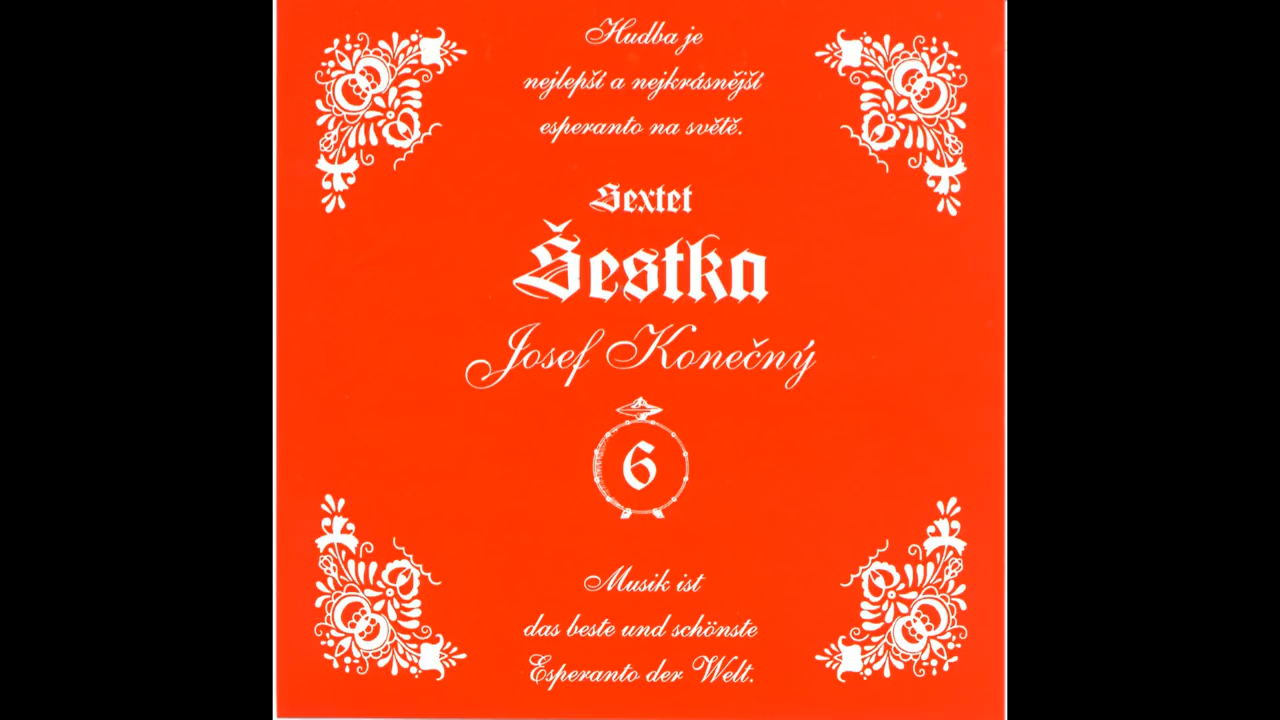 Hudba je
nejlepší a nejkrásnější
esperanto na světě.
Sextet
Šestka
Josef Konečný
6
Musik ist
das beste und schönste
Esperanto der Welt.